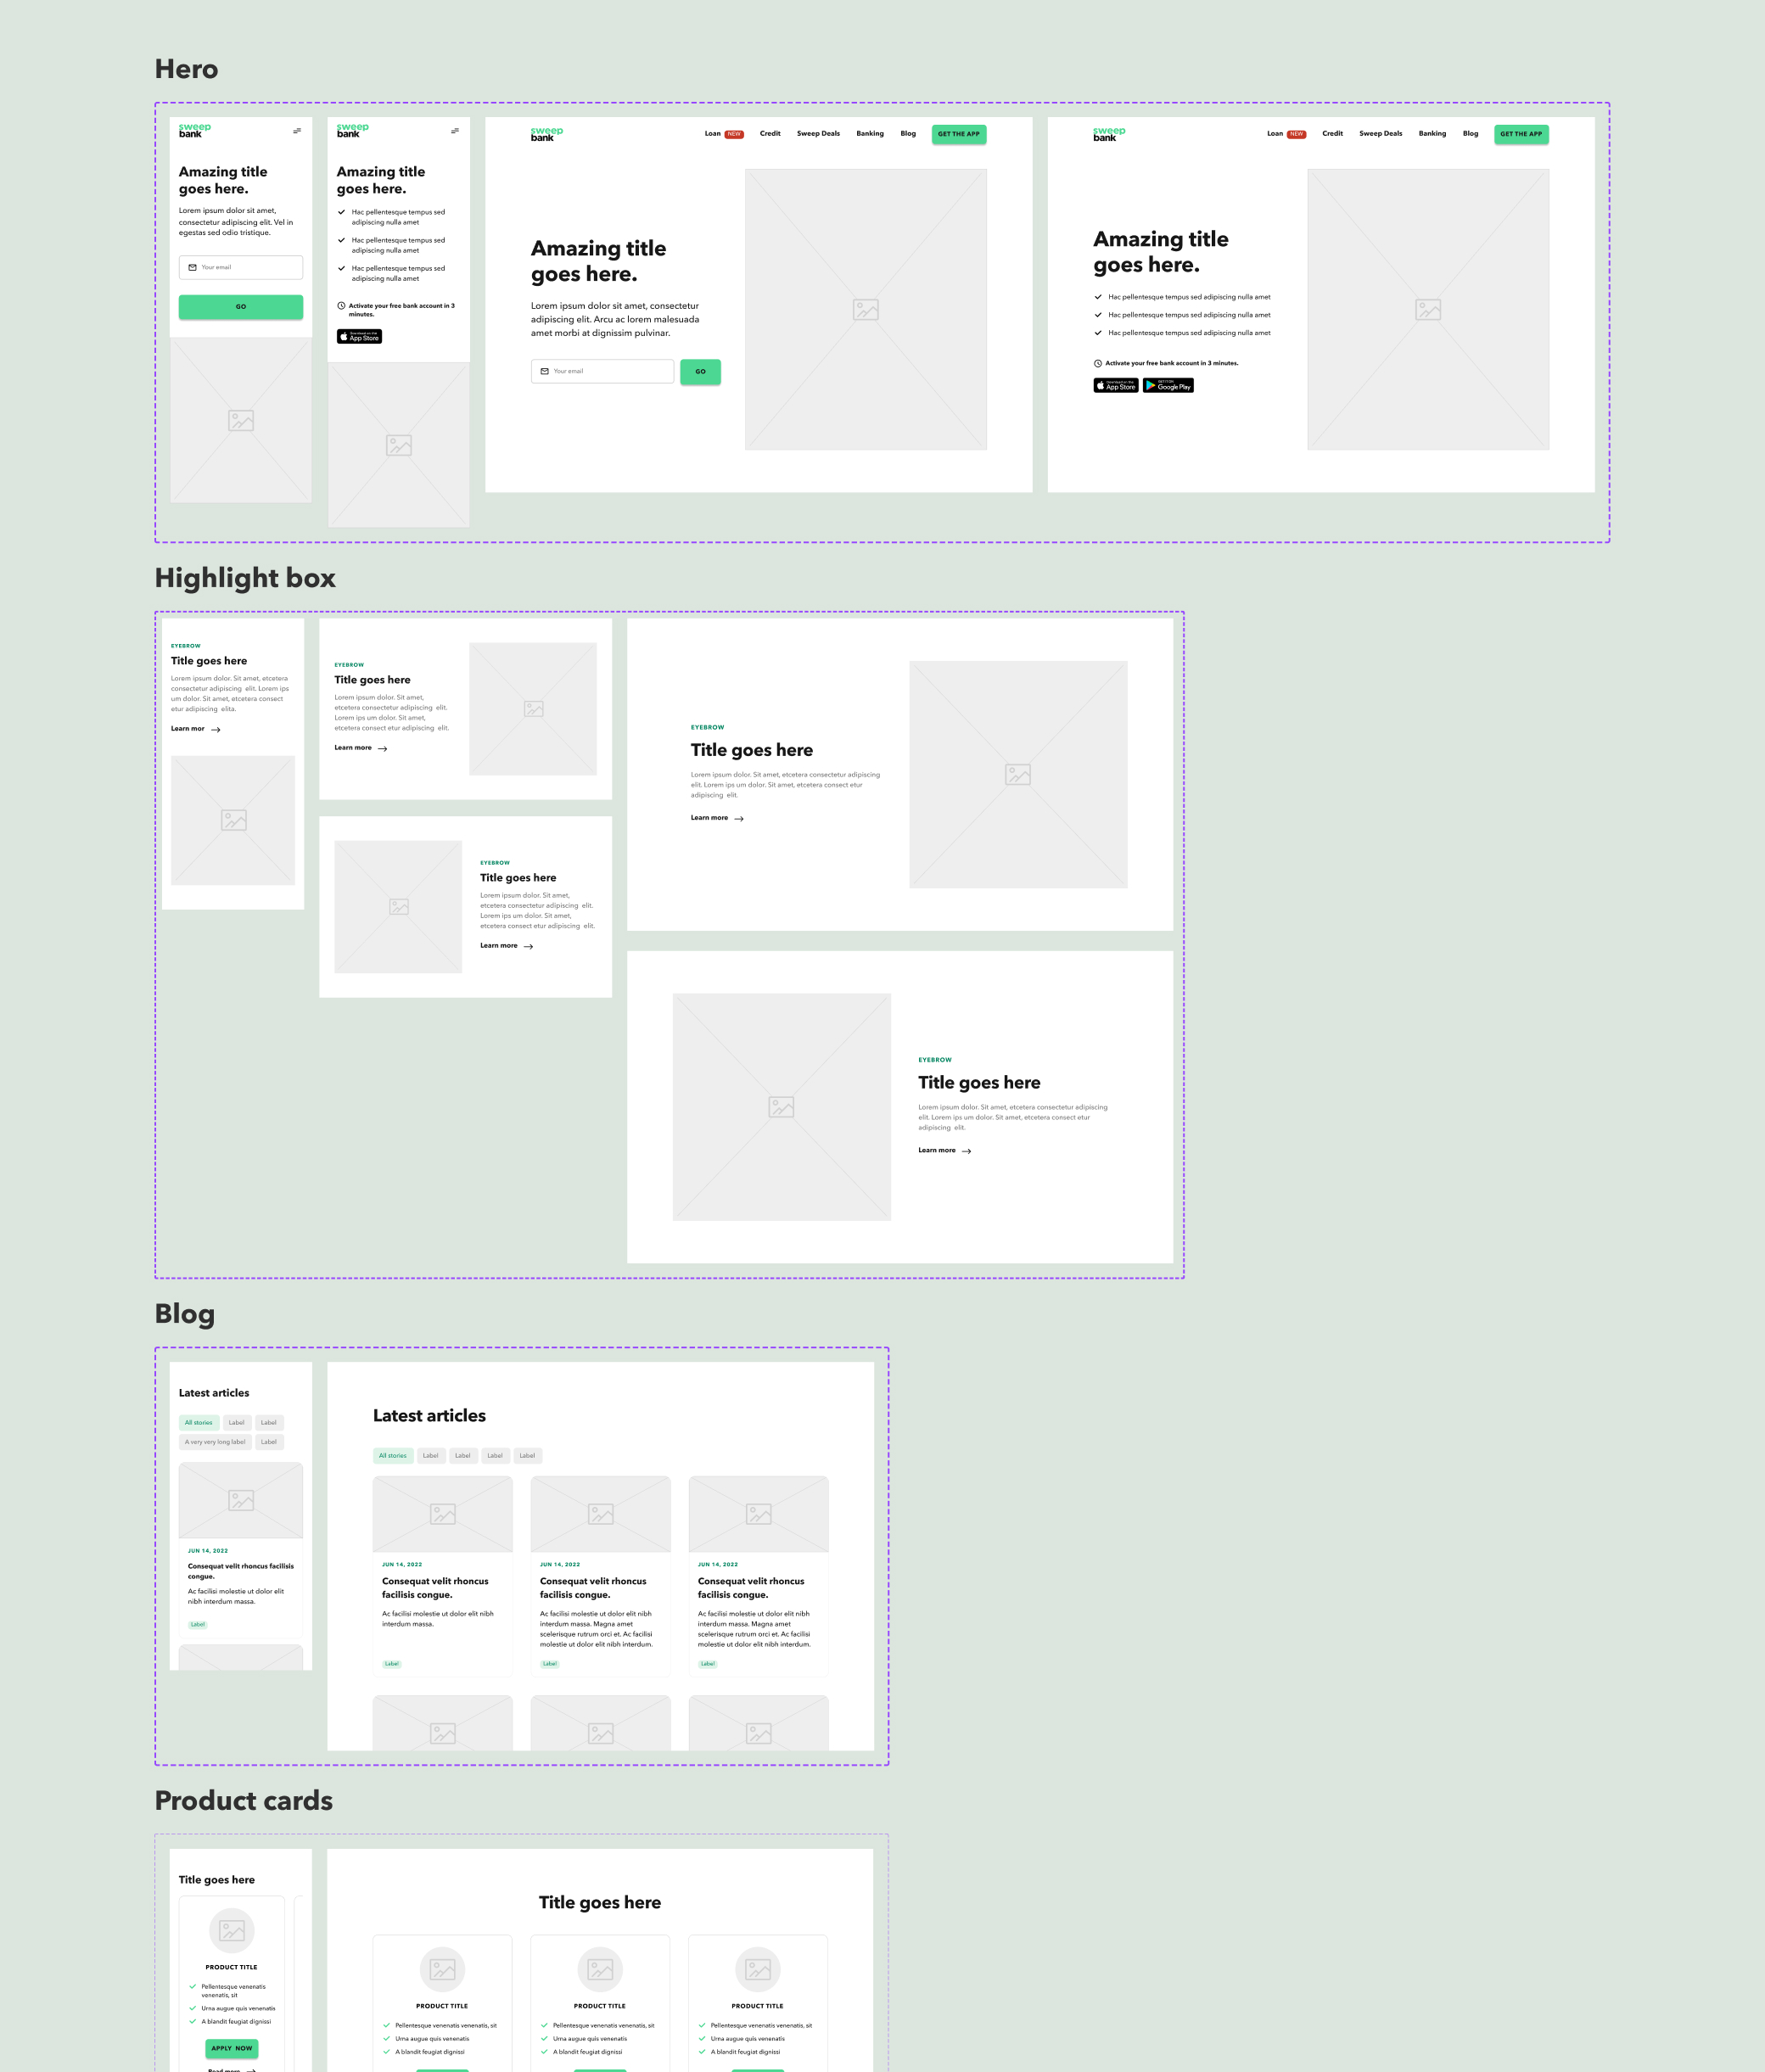 Hero
sweep
bank
Amazing title
goes here.
Lorem ipsum dolor sit amet,
consectetur adipiscing elit. Vel in
egestas sed odio tristique.
Your email
GO
sweep
bank
Amazing title
goes here.
Hac pellentesque tempus sed
adipiscing nulla amet
Hac pellentesque tempus sed
adipiscing nulla amet
Hac pellentesque tempus sed
adipiscing nulla amet
Activate your free bank account in 3
minutes.
Download on the
App Store
sweep
bank
Loan NEW Credit Sweep Deals Banking Blog GET THE APP
Amazing title
goes here.
Lorem ipsum dolor sit amet, consectetur
adipiscing elit. Arcu ac lorem malesuada
amet morbi at dignissim pulvinar.
Your email GO
sweep
bank
Loan NEW Credit Sweep Deals Banking Blog GET THE APP
Amazing title
goes here.
Hac pellentesque tempus sed adipiscing nulla amet
Hac pellentesque tempus sed adipiscing nulla amet
Hac pellentesque tempus sed adipiscing nulla amet
Activate your free bank account in 3 minutes.
Download on the
App Store
GET IT ON
Google Play
Highlight box
EYEBROW
Title goes here
Lorem ipsum dolor. Sit amet, etcetera
consectetur adipiscing elit. Lorem ips
um dolor. Sit amet, etcetera consect
etur adipiscing elita.
Learn mor
EYEBROW
Title goes here
Lorem ipsum dolor. Sit amet,
etcetera consectetur adipiscing elit.
Lorem ips um dolor. Sit amet,
etcetera consect etur adipiscing elit.
Learn more
EYEBROW
Title goes here
Lorem ipsum dolor. Sit amet,
etcetera consectetur adipiscing elit.
Lorem ips um dolor. Sit amet,
etcetera consect etur adipiscing elit.
Learn more
EYEBROW
Title goes here
Lorem ipsum dolor. Sit amet, etcetera consectetur adipiscing
elit. Lorem ips um dolor. Sit amet, etcetera consect etur
adipiscing elit.
Learn more
EYEBROW
Title goes here
Lorem ipsum dolor. Sit amet, etcetera consectetur adipiscing
elit. Lorem ips um dolor. Sit amet, etcetera consect etur
adipiscing elit.
Learn more
Blog
Latest articles
All stories Label Label
A very very long label Label
JUN 14, 2022
Consequat velit rhoncus facilisis
congue.
Ac facilisi molestie ut dolor elit
nibh interdum massa.
Label
Latest articles
All stories Label Label Label Label
JUN 14, 2022
Consequat velit rhoncus
facilisis congue.
Ac facilisi molestie ut dolor elit nibh
interdum massa.
Label
JUN 14, 2022
Consequat velit rhoncus
facilisis congue.
Ac facilisi molestie ut dolor elit nibh
interdum massa. Magna amet
scelerisque rutrum orci et. Ac facilisi
molestie ut dolor elit nibh interdum.
Label
JUN 14, 2022
Consequat velit rhoncus
facilisis congue.
Ac facilisi molestie ut dolor elit nibh
interdum massa. Magna amet
scelerisque rutrum orci et. Ac facilisi
molestie ut dolor elit nibh interdum.
Label
Product cards
Title goes here
PRODUCT TITLE
Pellentesque venenatis
venenatis, sit
Urna augue quis venenatis
A blandit feugiat dignissi
APPLY NOW
Read more
Title goes here
PRODUCT TITLE
Pellentesque venenatis venenatis, sit
Urna augue quis venenatis
A blandit feugiat dignissi
PRODUCT TITLE
Pellentesque venenatis venenatis, sit
Urna augue quis venenatis
A blandit feugiat dignissi
PRODUCT TITLE
Pellentesque venenatis venenatis, sit
Urna augue quis venenatis
A blandit feugiat dignissi